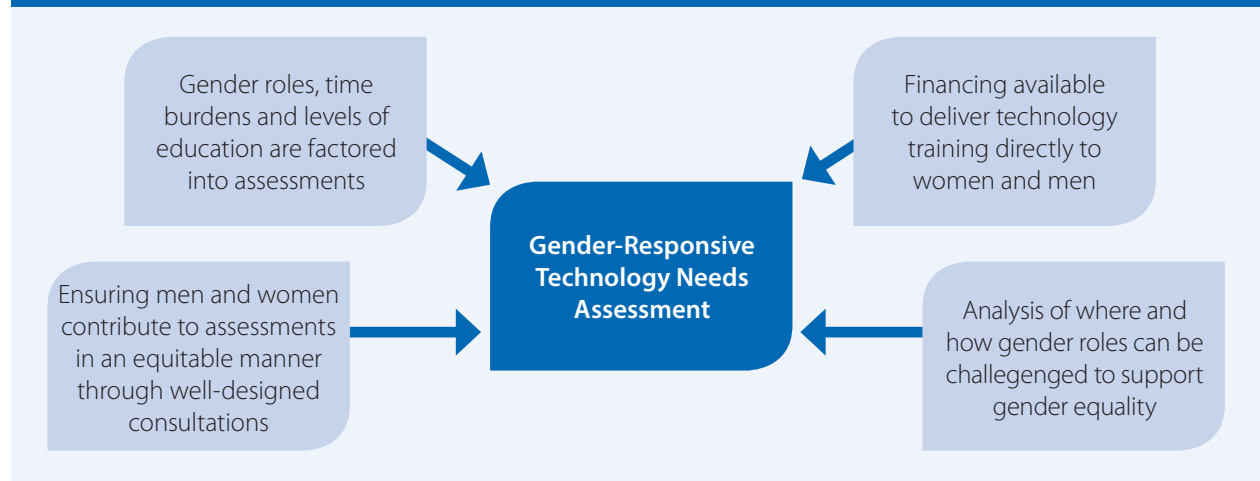 Gender roles, time
burdens and levels of
education are factored
into assessments
Financing available
to deliver technology
training directly to
women and men
Gender-Responsive
Technology Needs
Assessment
Ensuring men and women
contribute to assessments
in an equitable manner
through well-designed
consultations
Analysis of where and
how gender roles can be
challegenged to support
gender equality